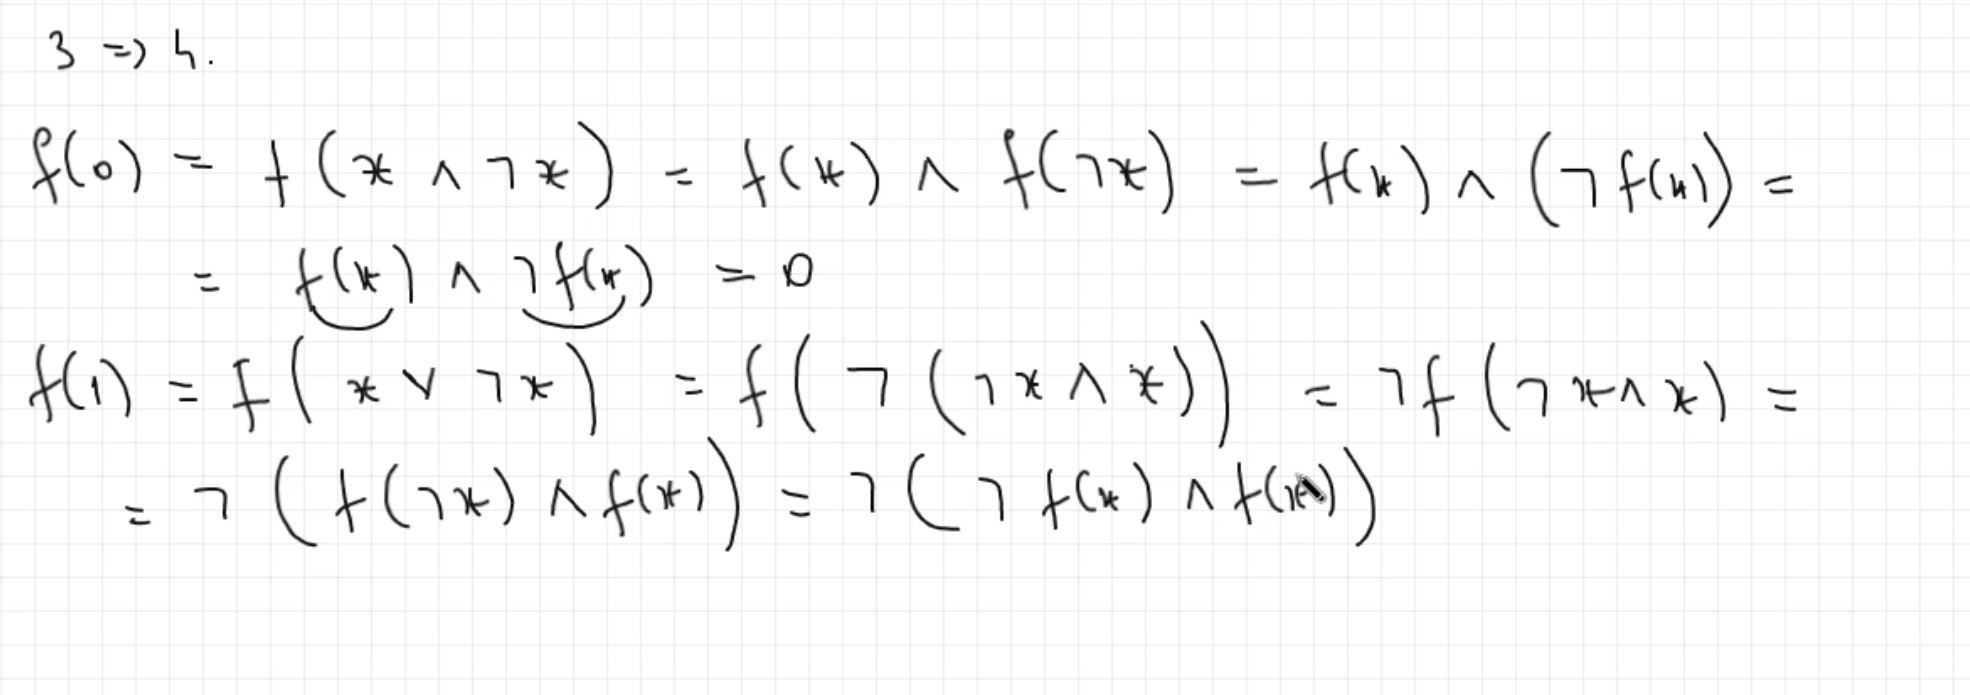 3 => 4.
f(0) = f(x ∧ ¬x) = f(x) ∧ f(¬x) = f(x) ∧ (¬f(x)) =
= f(x) ∧ ¬f(x) = 0
f(1) = f(x ∨ ¬x) = f(¬(¬x ∧ x)) = ¬f(¬x ∧ x) =
= ¬(f(¬x) ∧ f(x)) = ¬(¬f(x) ∧ f(x))